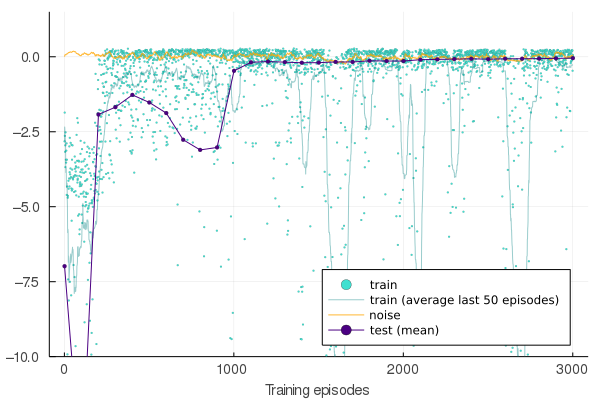 0.0
−2.5
−5.0
−7.5
−10.0
0
1000
2000
3000
Training episodes
train
train (average last 50 episodes)
noise
test (mean)